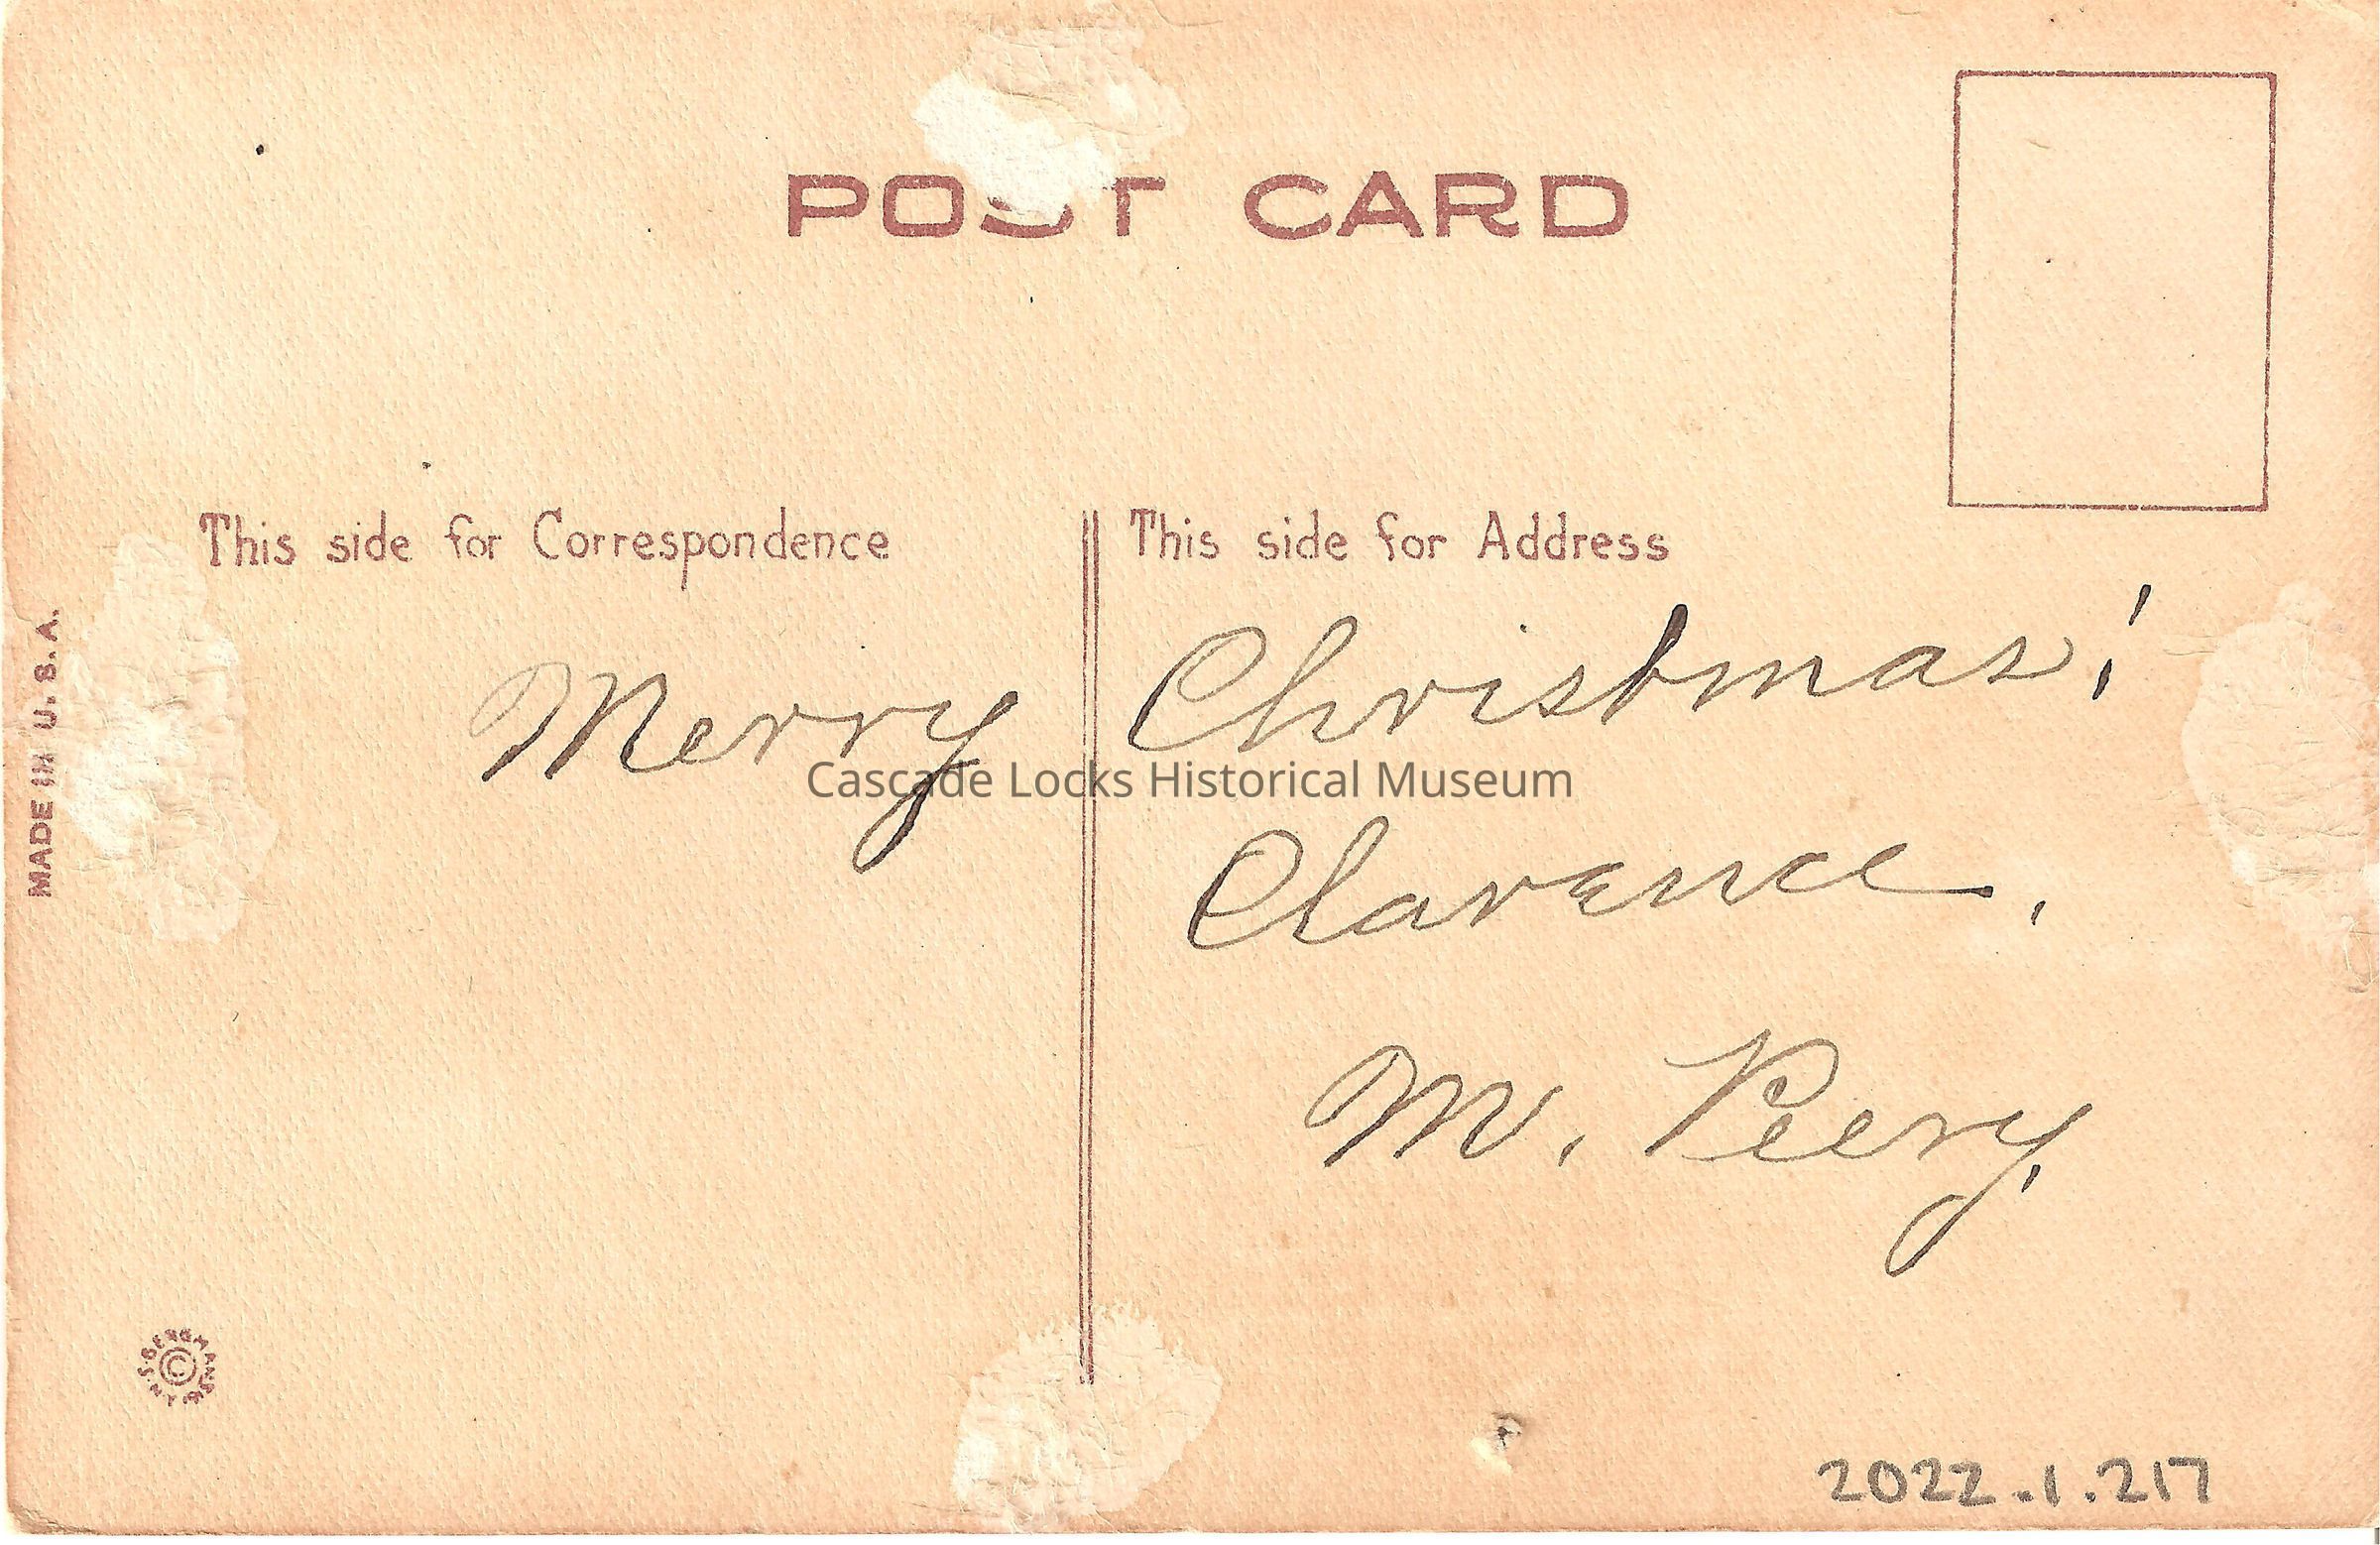 POST CARD
This side for Correspondence
This side for Address
MADE IN U.S.A.
Merry Christmas!
Cascade Locks Historical Museum
Clarence.
M. Peery.
S. BERGMAN N.Y. ©
2022.1.217